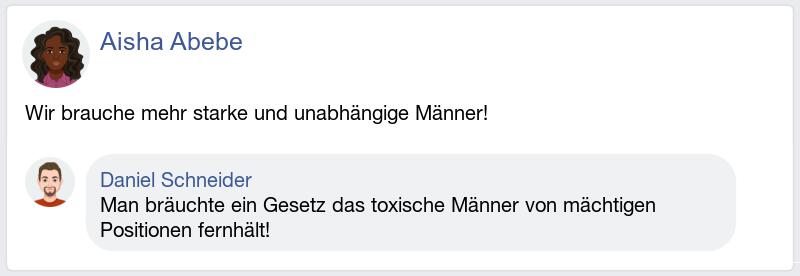 Aisha Abebe
Wir brauche mehr starke und unabhängige Männer!
Daniel Schneider
Man bräuchte ein Gesetz das toxische Männer von mächtigen
Positionen fernhält!